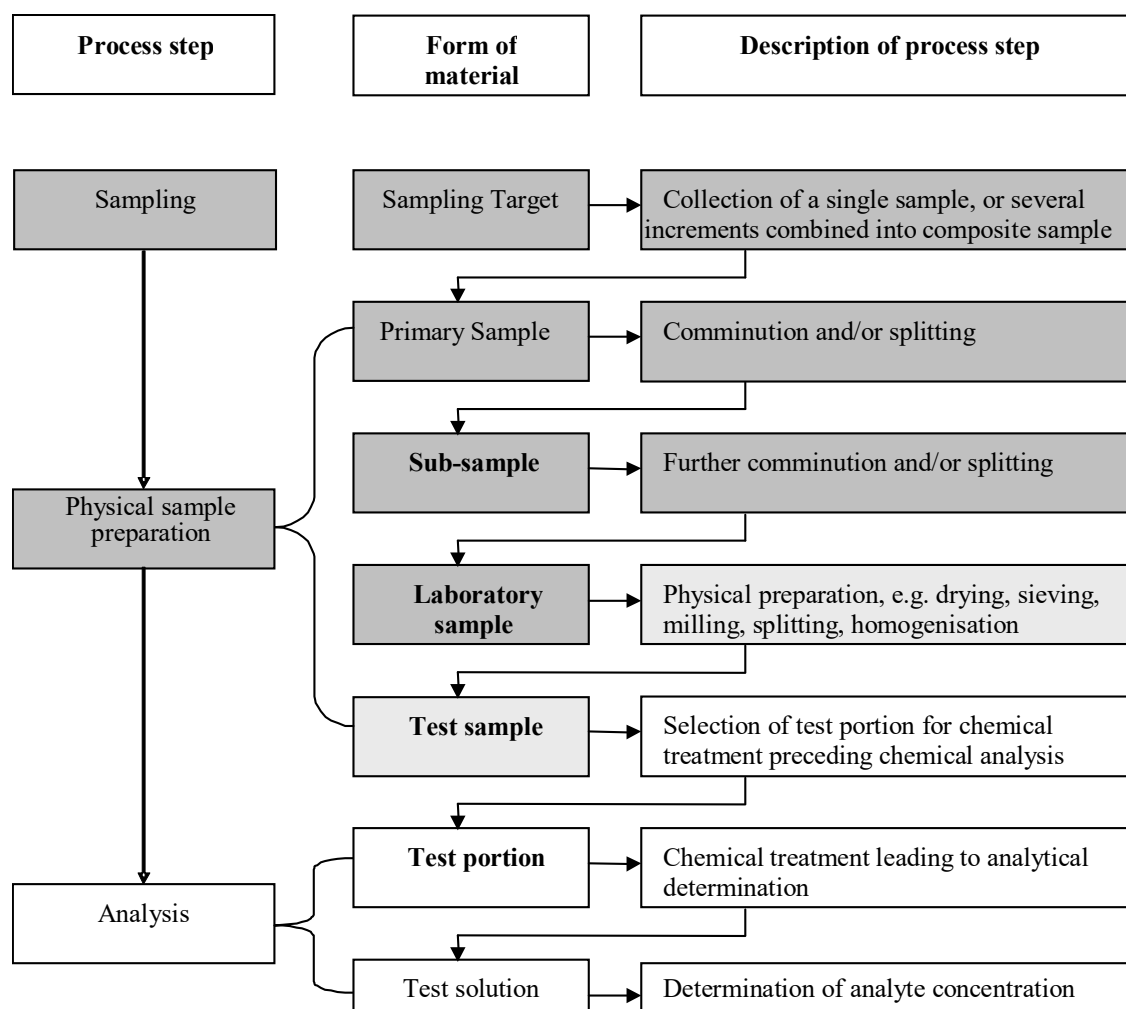 Process step
Form of
material
Description of process step
Sampling
Sampling Target
Collection of a single sample, or several
increments combined into composite sample
Primary Sample
Comminution and/or splitting
Sub-sample
Further comminution and/or splitting
Physical sample
preparation
Laboratory
sample
Physical preparation, e.g. drying, sieving,
milling, splitting, homogenisation
Test sample
Selection of test portion for chemical
treatment preceding chemical analysis
Test portion
Chemical treatment leading to analytical
determination
Analysis
Test solution
Determination of analyte concentration